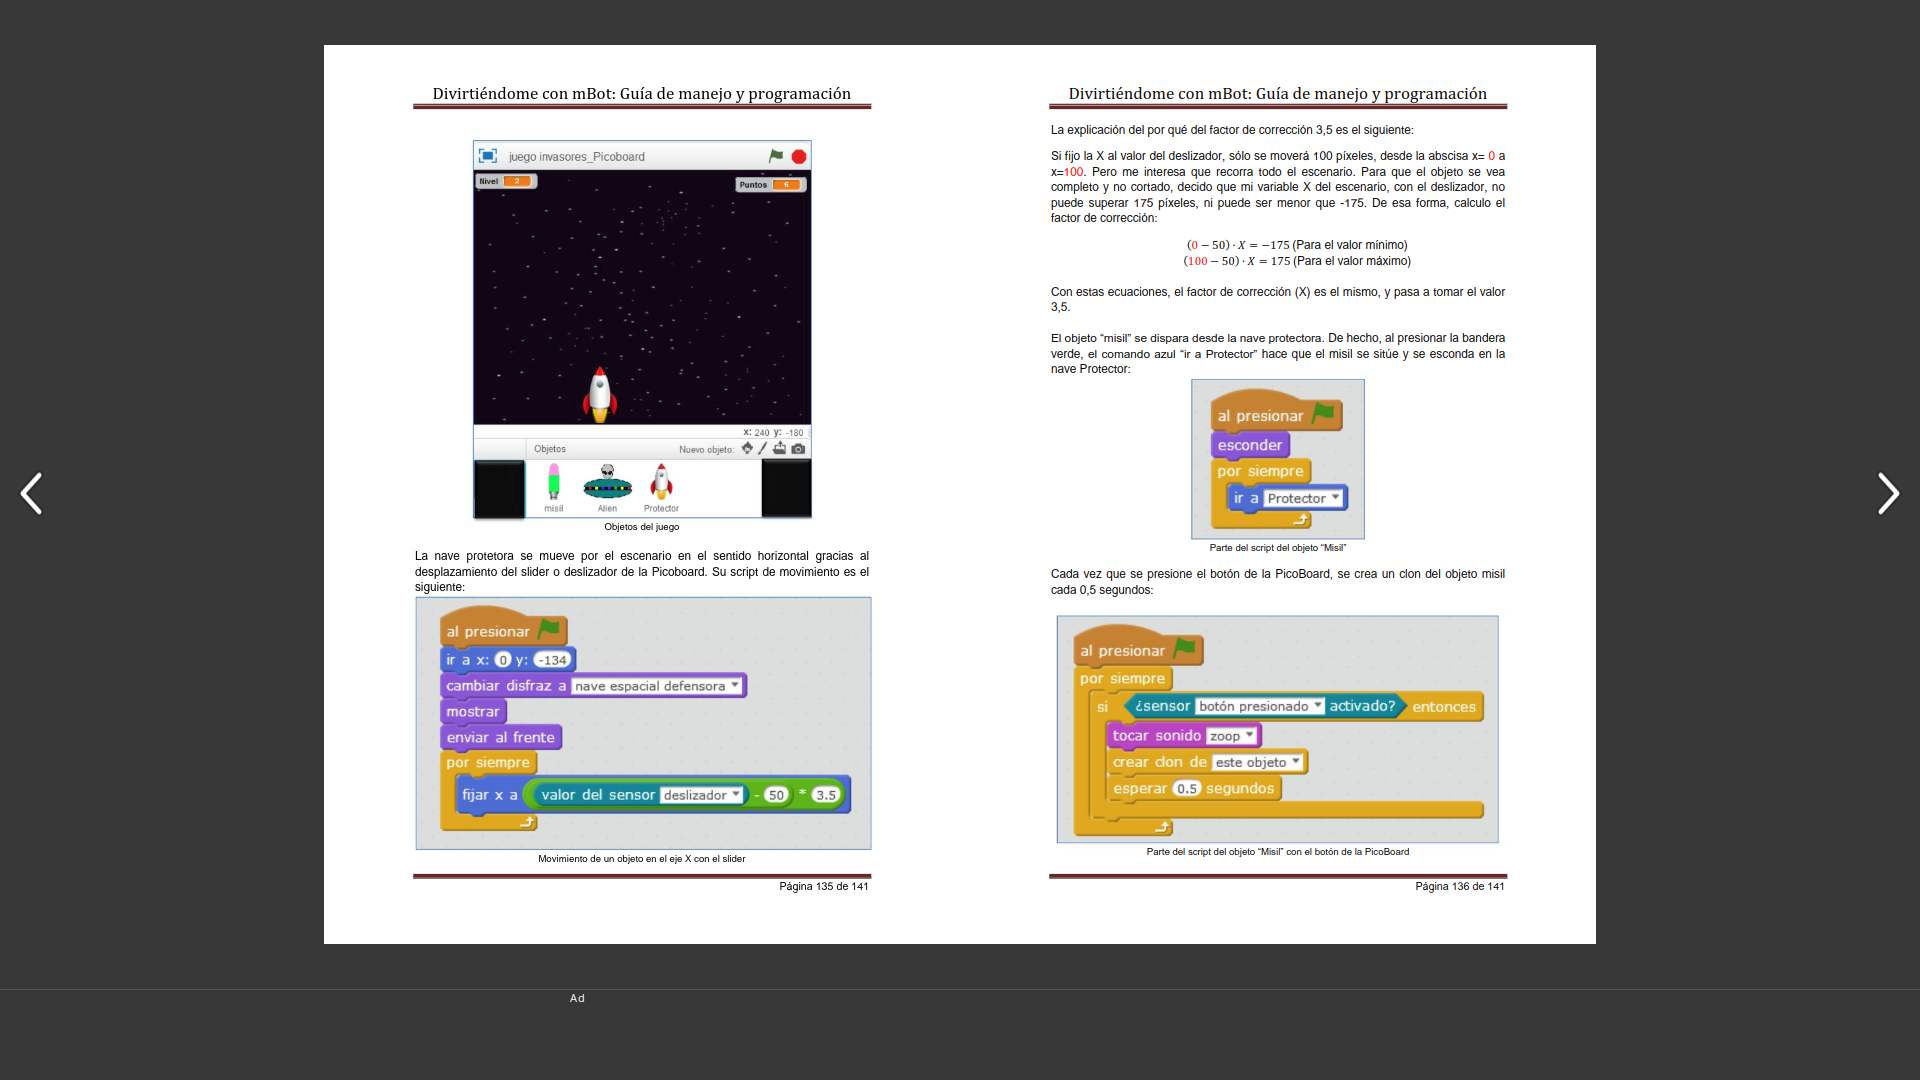 Divirtiéndome con mBot: Guía de manejo y programación
juego invasores_Picoboard
Nivel 2
Puntos 6
x: 240 y: -180
Objetos
Nuevo objeto:
misil
Alien
Protector
Objetos del juego
La nave protetora se mueve por el escenario en el sentido horizontal gracias al
desplazamiento del slider o deslizador de la Picoboard. Su script de movimiento es el
siguiente:
al presionar
ir a x: 0 y: -134
cambiar disfraz a nave espacial defensora
mostrar
enviar al frente
por siempre
fijar x a valor del sensor deslizador - 50 * 3.5
Movimiento de un objeto en el eje X con el slider
Página 135 de 141
Divirtiéndome con mBot: Guía de manejo y programación
La explicación del por qué del factor de corrección 3,5 es el siguiente:
Si fijo la X al valor del deslizador, sólo se moverá 100 píxeles, desde la abscisa x= 0 a
x=100. Pero me interesa que recorra todo el escenario. Para que el objeto se vea
completo y no cortado, decido que mi variable X del escenario, con el deslizador, no
puede superar 175 píxeles, ni puede ser menor que -175. De esa forma, calculo el
factor de corrección:
(0 − 50) · X = −175 (Para el valor mínimo)
(100 − 50) · X = 175 (Para el valor máximo)
Con estas ecuaciones, el factor de corrección (X) es el mismo, y pasa a tomar el valor
3,5.
El objeto “misil” se dispara desde la nave protectora. De hecho, al presionar la bandera
verde, el comando azul “ir a Protector” hace que el misil se sitúe y se esconda en la
nave Protector:
al presionar
esconder
por siempre
ir a Protector
Parte del script del objeto “Misil”
Cada vez que se presione el botón de la PicoBoard, se crea un clon del objeto misil
cada 0,5 segundos:
al presionar
por siempre
si ¿sensor botón presionado activado? entonces
tocar sonido zoop
crear clon de este objeto
esperar 0.5 segundos
Parte del script del objeto “Misil” con el botón de la PicoBoard
Página 136 de 141
Ad